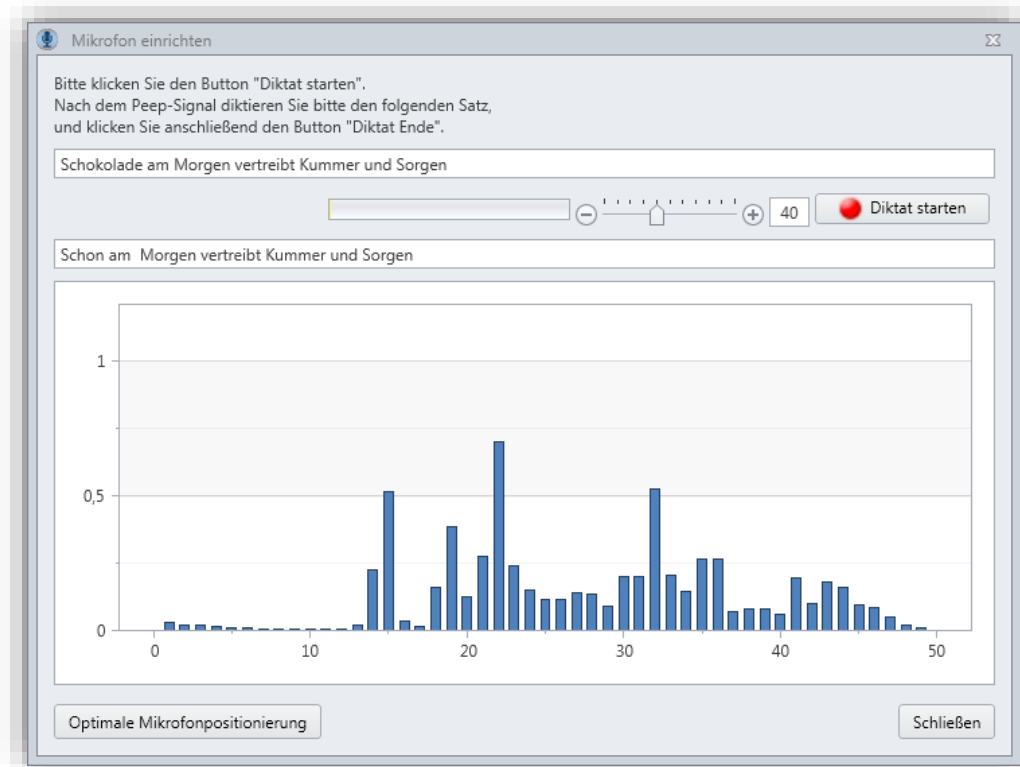 Mikrofon einrichten
Bitte klicken Sie den Button "Diktat starten".
Nach dem Peep-Signal diktieren Sie bitte den folgenden Satz,
und klicken Sie anschließend den Button "Diktat Ende".
Schokolade am Morgen vertreibt Kummer und Sorgen
40 Diktat starten
Schon am  Morgen vertreibt Kummer und Sorgen
1
0,5
0
0 10 20 30 40 50
Optimale Mikrofonpositionierung Schließen